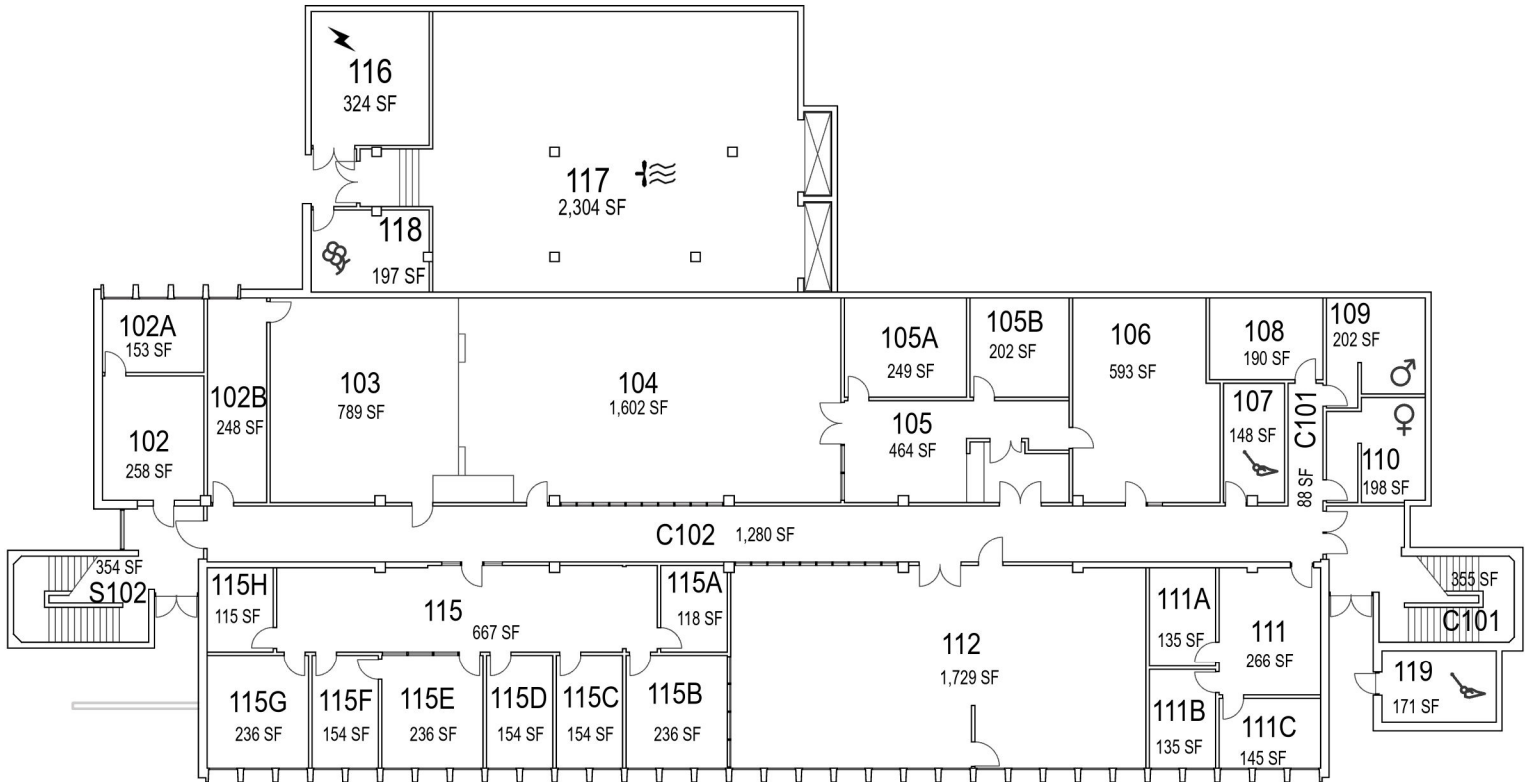 116
324 SF
117
2,304 SF
118
197 SF
102A
153 SF
102
258 SF
102B
248 SF
103
789 SF
104
1,602 SF
105A
249 SF
105B
202 SF
105
464 SF
106
593 SF
108
190 SF
107
148 SF
C101
88 SF
109
202 SF
110
198 SF
C102 1,280 SF
354 SF
S102
115H
115 SF
115
667 SF
115A
118 SF
115G
236 SF
115F
154 SF
115E
236 SF
115D
154 SF
115C
154 SF
115B
236 SF
112
1,729 SF
111A
135 SF
111
266 SF
111B
135 SF
111C
145 SF
355 SF
C101
119
171 SF